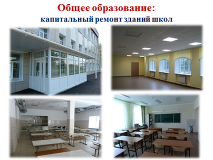 Общее образование:
капитальный ремонт зданий школ